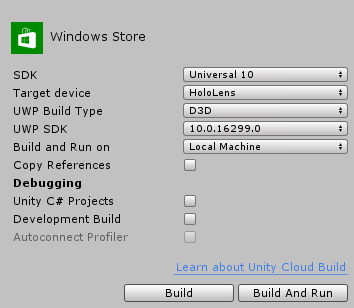 Windows Store
SDK Universal 10
Target device HoloLens
UWP Build Type D3D
UWP SDK 10.0.16299.0
Build and Run on Local Machine
Copy References
Debugging
Unity C# Projects
Development Build
Autoconnect Profiler
Learn about Unity Cloud Build
Build Build And Run